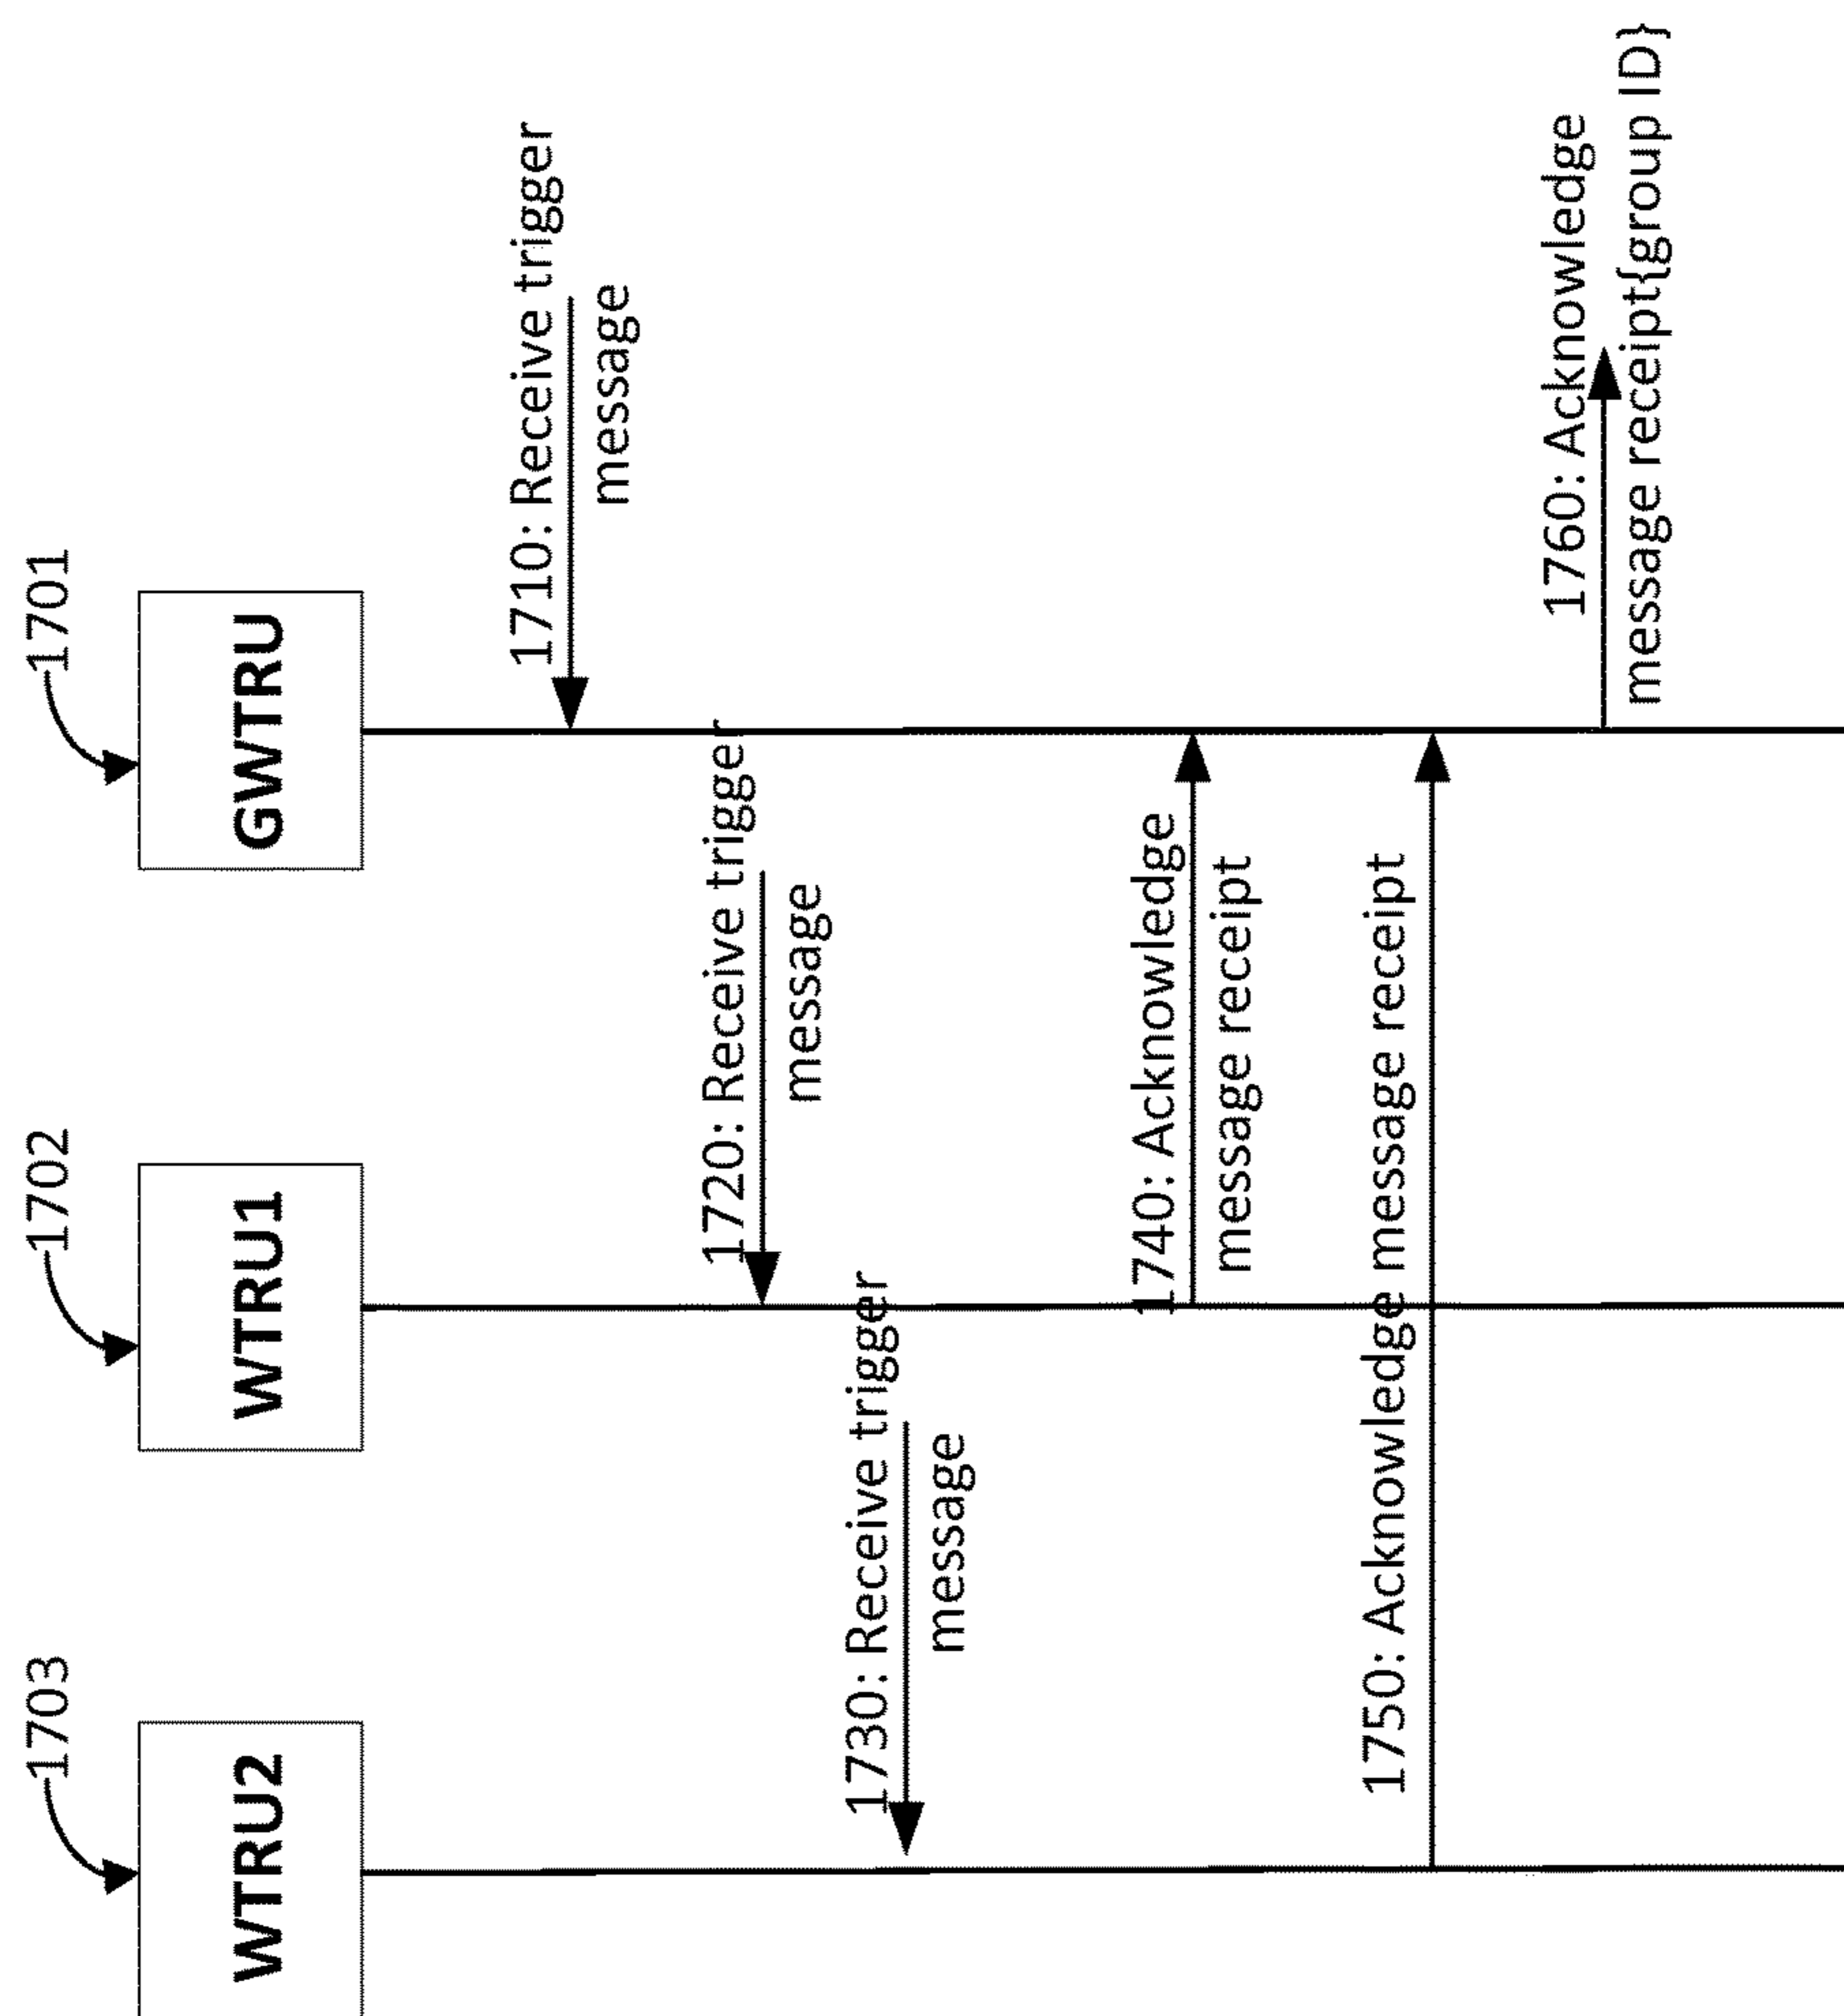 1703
1702
1701
WTRU2
WTRU1
GWTRU
1710: Receive trigger
message
1720: Receive trigger
message
1730: Receive trigger
message
1740: Acknowledge
message receipt
1750: Acknowledge message receipt
1760: Acknowledge
message receipt{group ID}